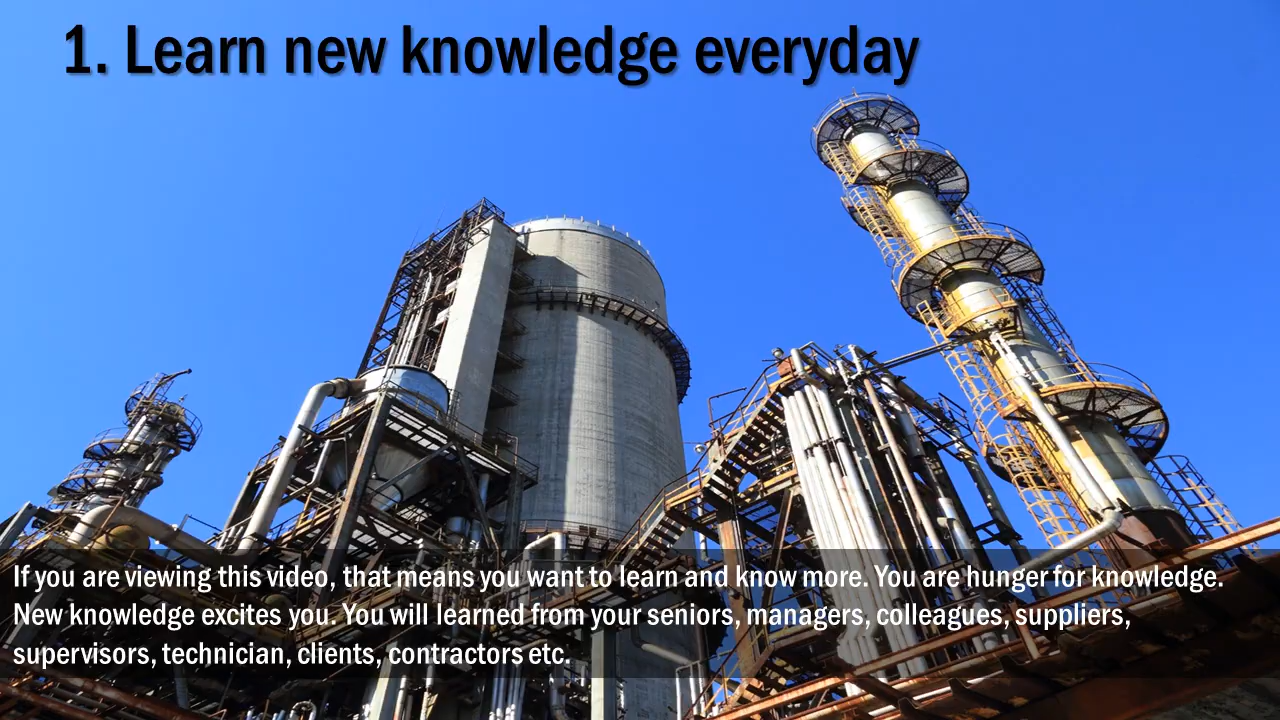 1. Learn new knowledge everyday
If you are viewing this video, that means you want to learn and know more. You are hunger for knowledge.
New knowledge excites you. You will learned from your seniors, managers, colleagues, suppliers,
supervisors, technician, clients, contractors etc.